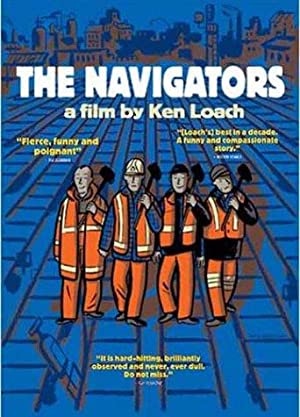 THE NAVIGATORS
a film by Ken Loach
"Fierce, funny and
poignant"
"[Loach's] best in a decade.
A funny and compassionate
story."
"It is hard-hitting, brilliantly
observed and never, ever dull.
Do not miss."